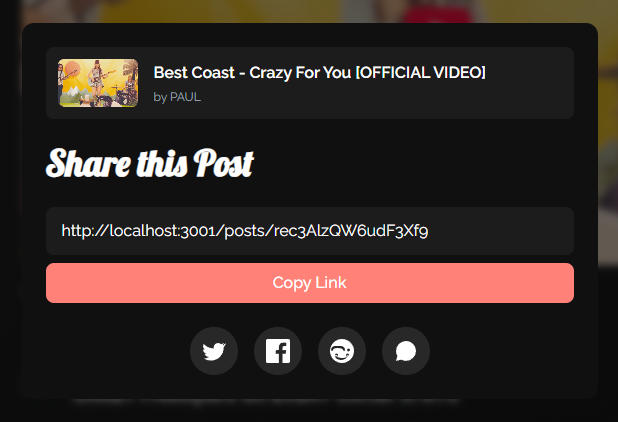 Best Coast - Crazy For You [OFFICIAL VIDEO]
by PAUL
Share this Post
http://localhost:3001/posts/rec3AlzQW6udF3Xf9
Copy Link